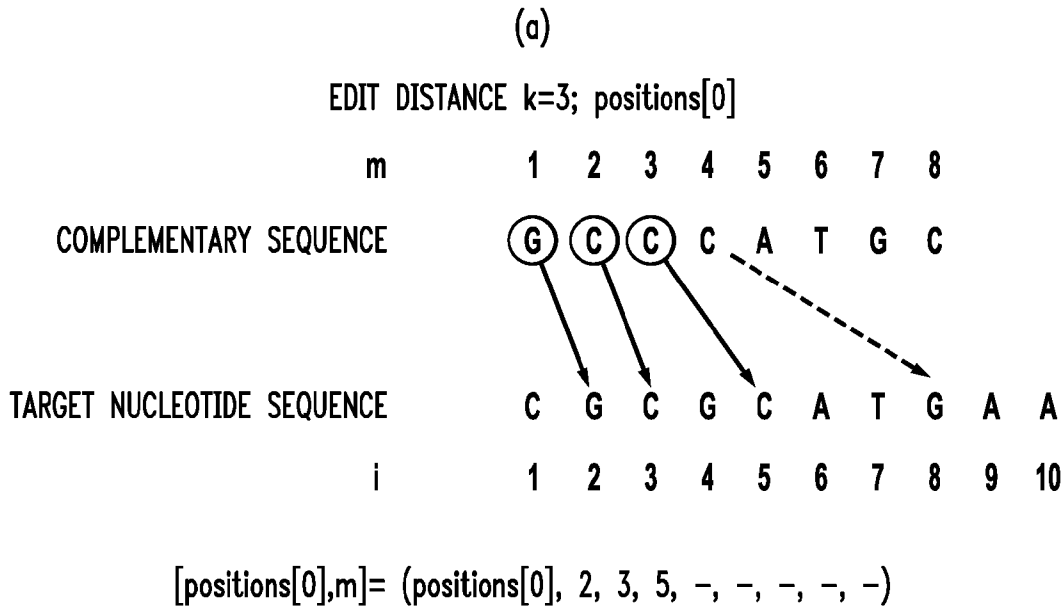 (a)
EDIT DISTANCE k=3; positions[0]
m 1 2 3 4 5 6 7 8
COMPLEMENTARY SEQUENCE G C C C A T G C
TARGET NUCLEOTIDE SEQUENCE C G C G C A T G A A
i 1 2 3 4 5 6 7 8 9 10
[positions[0],m]= (positions[0], 2, 3, 5, –, –, –, –, –)